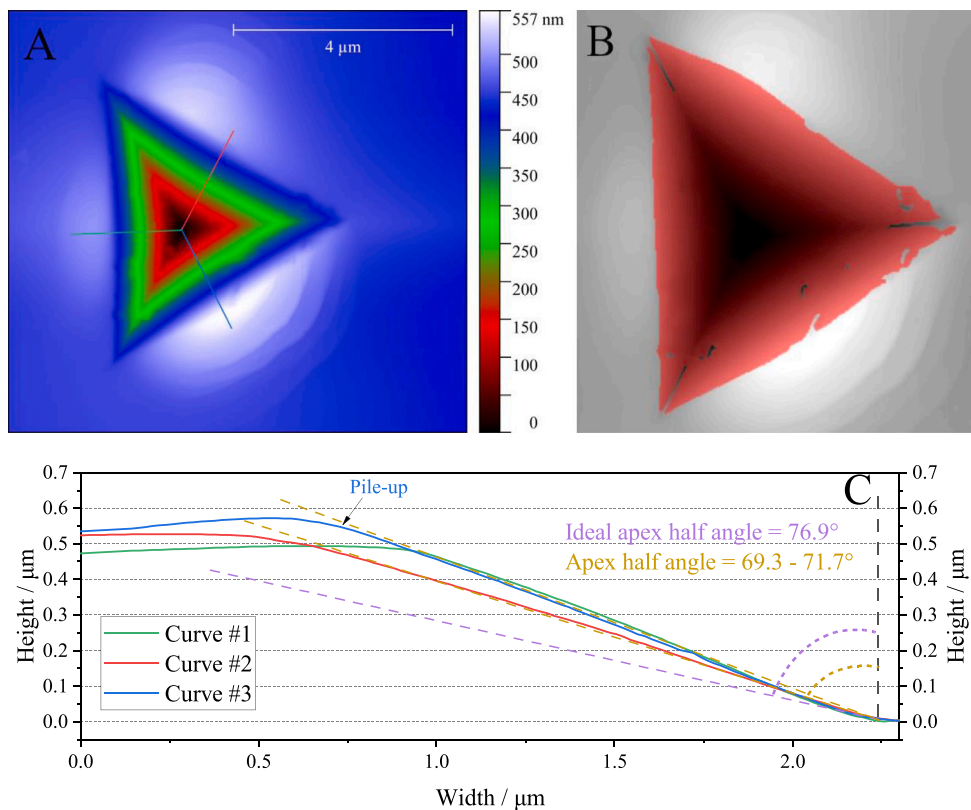 A
4 μm
557 nm
500
450
400
350
300
250
200
150
100
0
B
0.7
0.6
0.5
0.4
0.3
0.2
0.1
0.0
Height / μm
Pile-up
C
Ideal apex half angle = 76.9°
Apex half angle = 69.3 - 71.7°
Curve #1
Curve #2
Curve #3
0.7
0.6
0.5
0.4
0.3
0.2
0.1
0.0
Height / μm
0.0 0.5 1.0 1.5 2.0
Width / μm